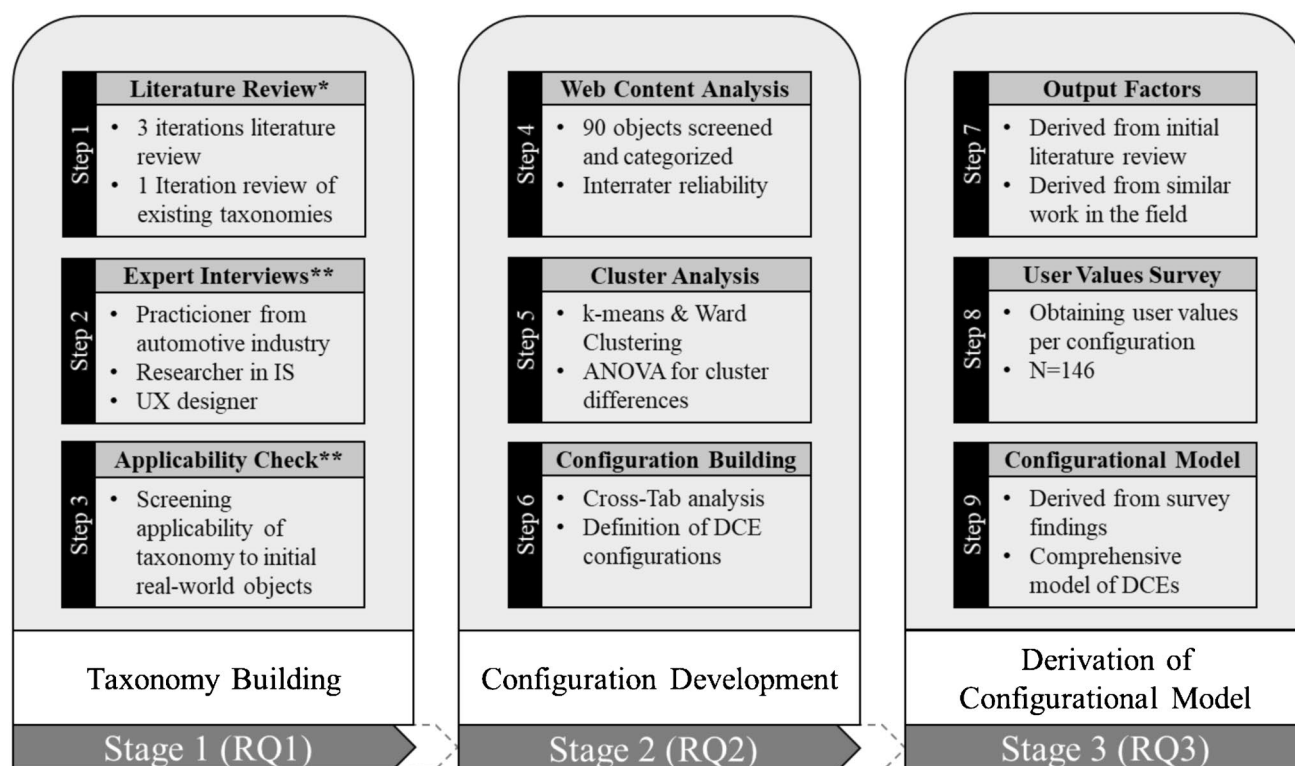 Step 1
Literature Review*
• 3 iterations literature
review
• 1 Iteration review of
existing taxonomies
Step 2
Expert Interviews**
• Practicioner from
automotive industry
• Researcher in IS
• UX designer
Step 3
Applicability Check**
• Screening
applicability of
taxonomy to initial
real-world objects
Taxonomy Building
Stage 1 (RQ1)
Step 4
Web Content Analysis
• 90 objects screened
and categorized
• Interrater reliability
Step 5
Cluster Analysis
• k-means & Ward
Clustering
• ANOVA for cluster
differences
Step 6
Configuration Building
• Cross-Tab analysis
• Definition of DCE
configurations
Configuration Development
Stage 2 (RQ2)
Step 7
Output Factors
• Derived from initial
literature review
• Derived from similar
work in the field
Step 8
User Values Survey
• Obtaining user values
per configuration
• N=146
Step 9
Configurational Model
• Derived from survey
findings
• Comprehensive
model of DCEs
Derivation of
Configurational Model
Stage 3 (RQ3)